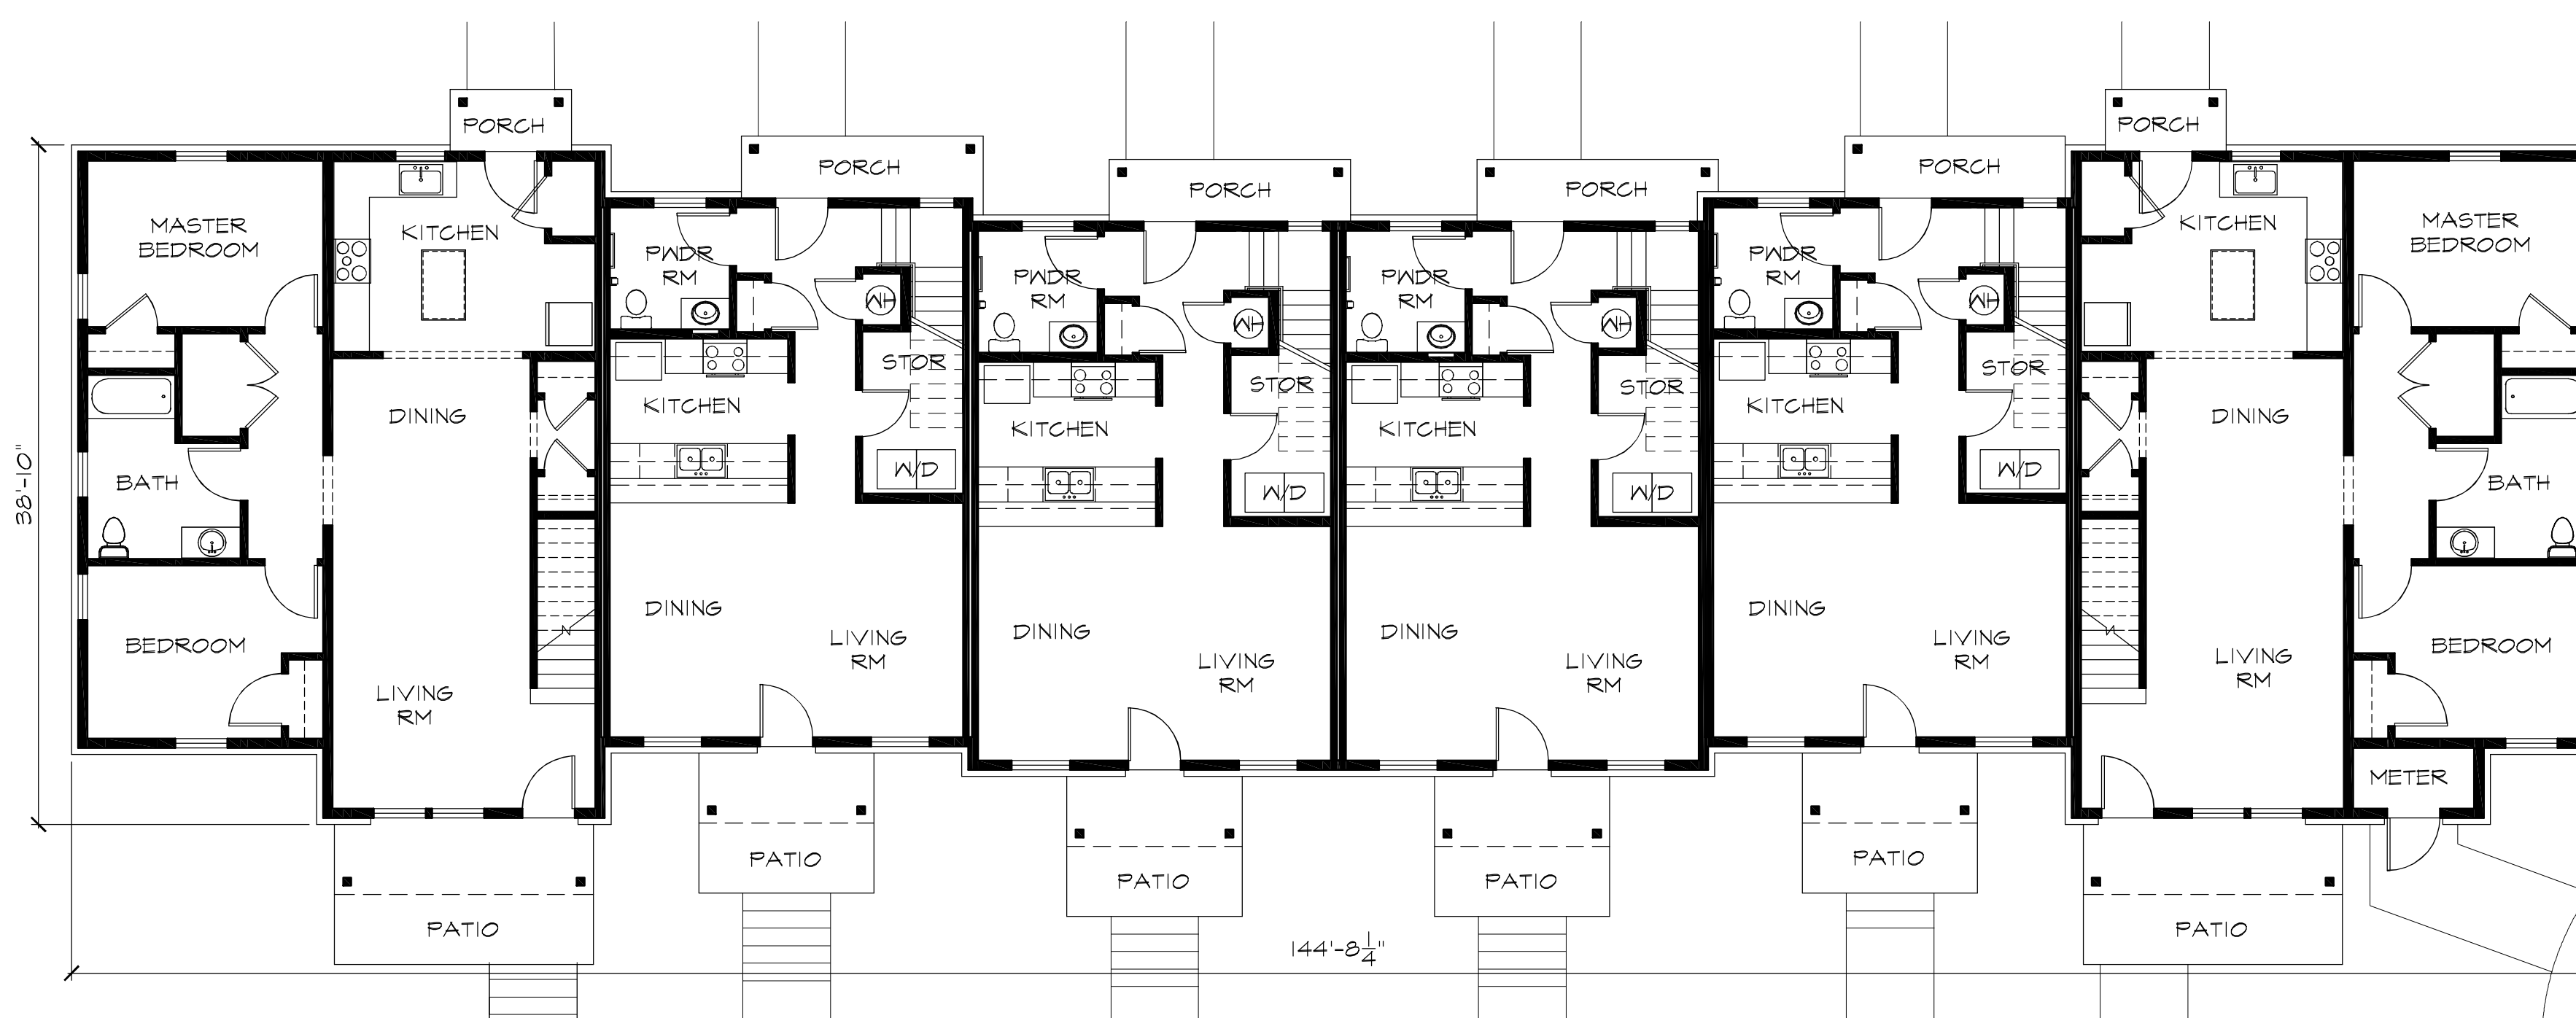 PORCH
PORCH
PORCH
PORCH
PORCH
PORCH
MASTER
BEDROOM
KITCHEN
PWDR
RM
WH
PWDR
RM
WH
PWDR
RM
WH
PWDR
RM
WH
KITCHEN
MASTER
BEDROOM
STOR
STOR
STOR
STOR
DINING
KITCHEN
KITCHEN
KITCHEN
KITCHEN
DINING
38'-10"
BATH
W/D
W/D
W/D
W/D
BATH
BEDROOM
DINING
LIVING
RM
DINING
LIVING
RM
DINING
LIVING
RM
DINING
LIVING
RM
LIVING
RM
BEDROOM
LIVING
RM
METER
PATIO
PATIO
PATIO
PATIO
PATIO
PATIO
144'-8 1/4"